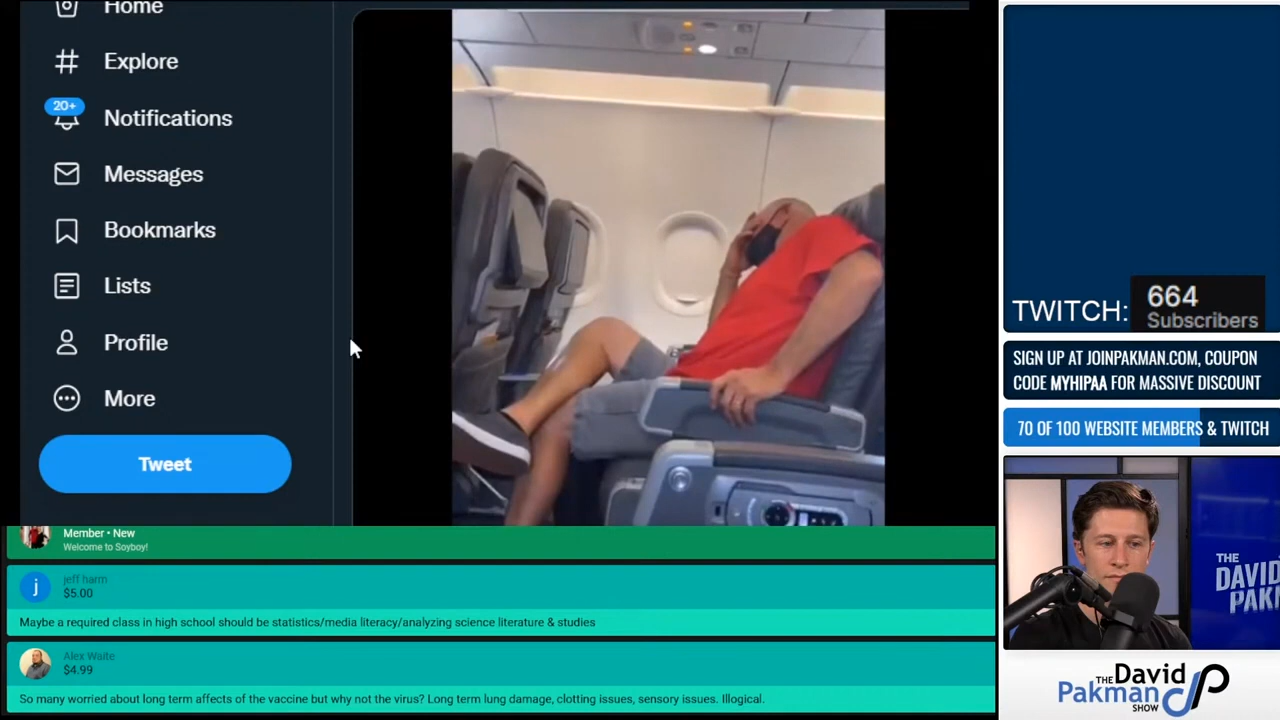 Home
Explore
20+
Notifications
Messages
Bookmarks
Lists
Profile
More
Tweet
Member • New
Welcome to Soyboy!
j
jeff harm
$5.00
Maybe a required class in high school should be statistics/media literacy/analyzing science literature & studies
Alex Waite
$4.99
So many worried about long term affects of the vaccine but why not the virus? Long term lung damage, clotting issues, sensory issues. Illogical.
TWITCH:
664
Subscribers
SIGN UP AT JOINPAKMAN.COM, COUPON
CODE MYHIPAA FOR MASSIVE DISCOUNT
70 OF 100 WEBSITE MEMBERS & TWITCH
THE
DAVID
PAKM
THE David
Pakman
SHOW